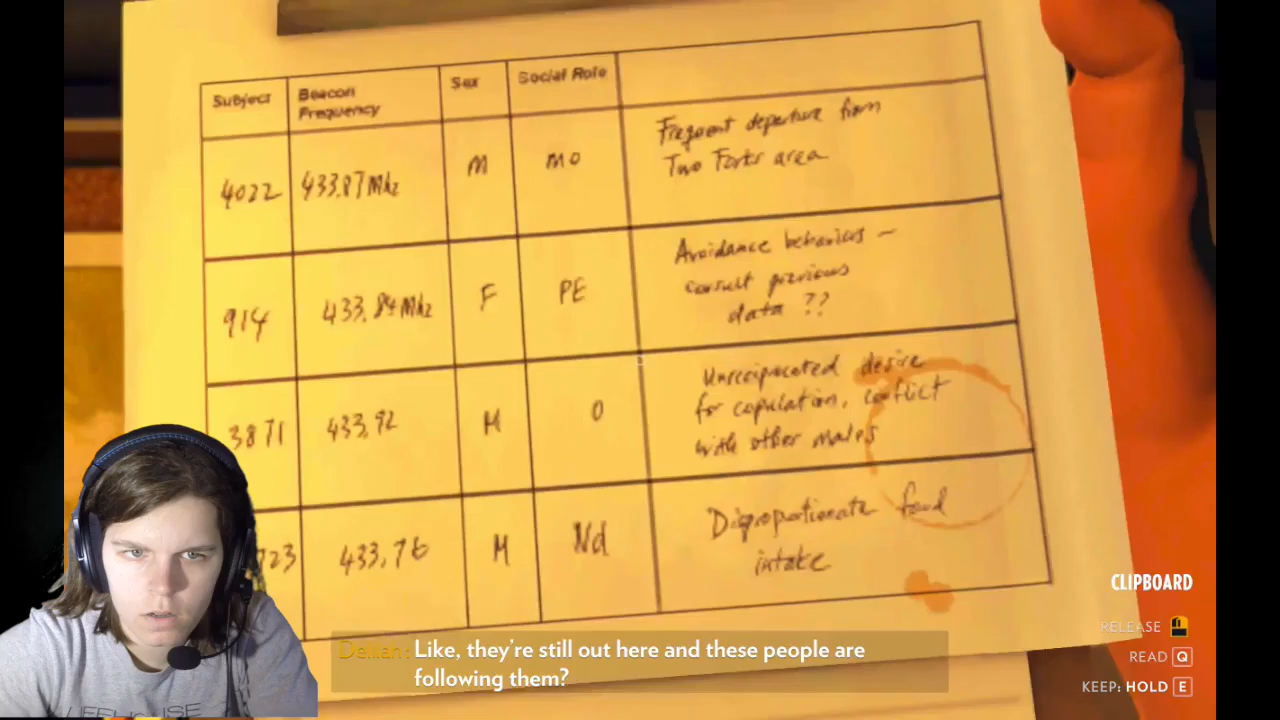 Subject
Beacon
Frequency
Sex
Social Role
4022
433.87 Mhz
M
MO
Frequent departure from
Two Forks area
914
433.84 Mhz
F
PE
Avoidance behaviors –
consult previous
data ??
3871
433.92
M
O
Unreciprocated desire
for copulation, conflict
with other males
723
433.76
M
Nd
Disproportionate food
intake
CLIPBOARD
RELEASE
READ Q
KEEP: HOLD E
Delilah: Like, they're still out here and these people are
following them?